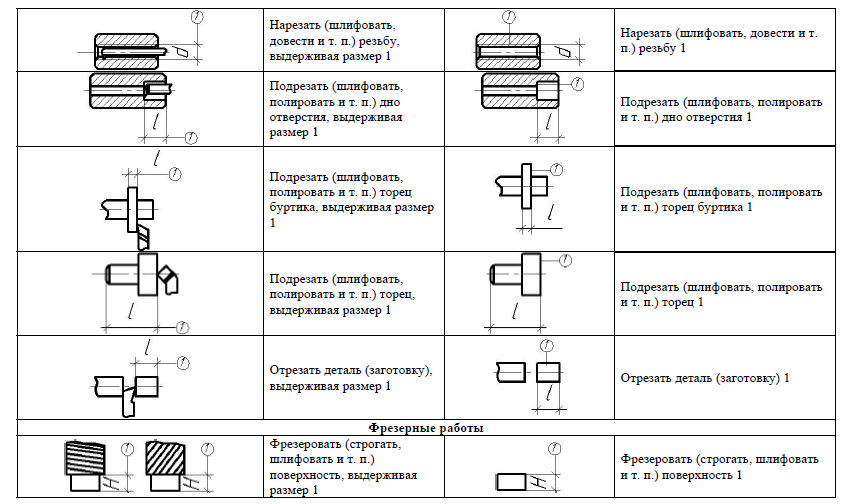 1
d
Нарезать (шлифовать,
довести и т. п.) резьбу,
выдерживая размер 1
1
d
Нарезать (шлифовать, довести и т.
п.) резьбу 1
l
1
Подрезать (шлифовать,
полировать и т. п.) дно
отверстия, выдерживая
размер 1
l
1
Подрезать (шлифовать, полировать
и т. п.) дно отверстия 1
l
1
Подрезать (шлифовать,
полировать и т. п.) торец
буртика, выдерживая размер
1
1
l
Подрезать (шлифовать, полировать
и т. п.) торец буртика 1
l
1
Подрезать (шлифовать,
полировать и т. п.) торец,
выдерживая размер 1
1
l
Подрезать (шлифовать, полировать
и т. п.) торец 1
l
1
Отрезать деталь (заготовку),
выдерживая размер 1
1
l
Отрезать деталь (заготовку) 1
Фрезерные работы
1
H
1
H
Фрезеровать (строгать,
шлифовать и т. п.)
поверхность, выдерживая
размер 1
1
H
Фрезеровать (строгать, шлифовать
и т. п.) поверхность 1